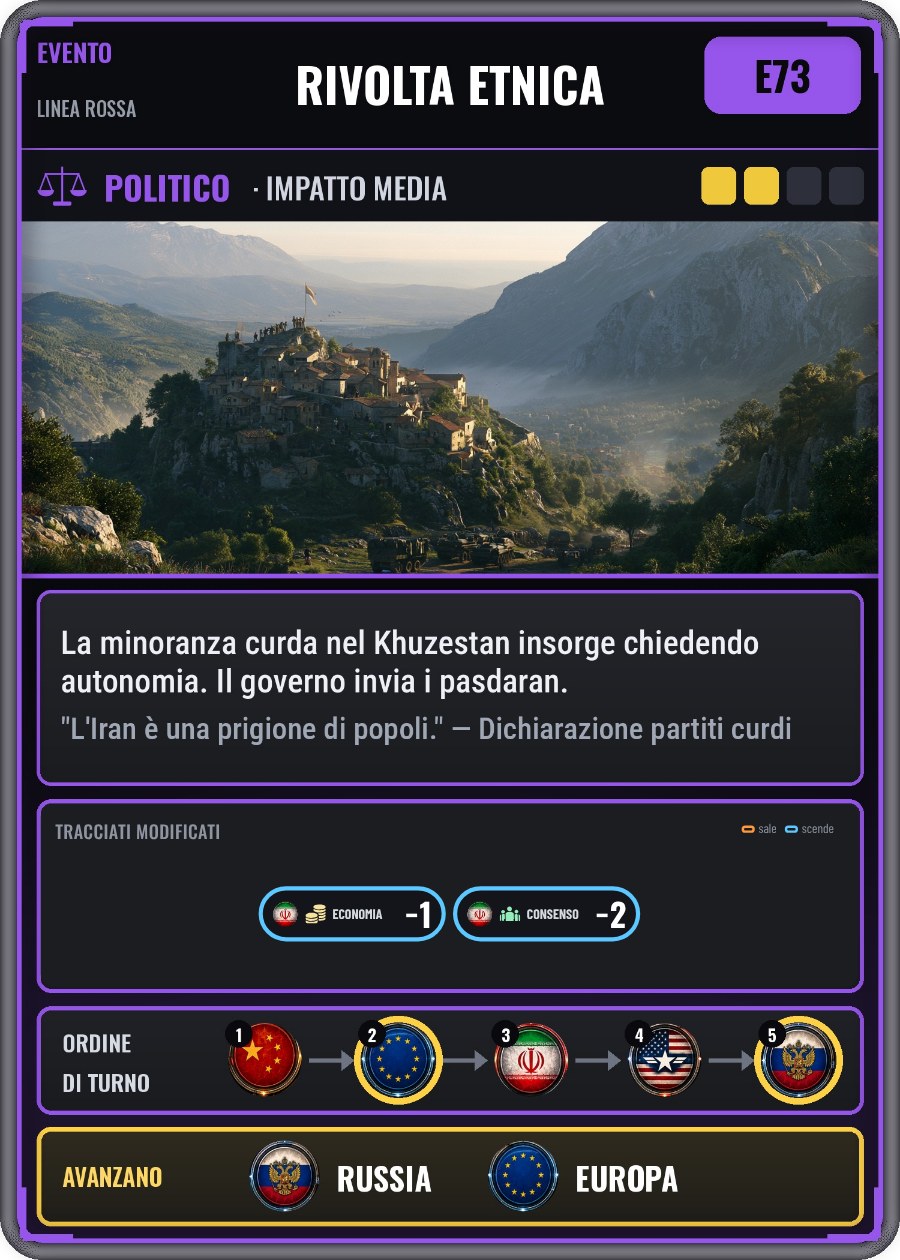 EVENTO
LINEA ROSSA
RIVOLTA ETNICA
E73
POLITICO · IMPATTO MEDIA
La minoranza curda nel Khuzestan insorge chiedendo
autonomia. Il governo invia i pasdaran.
"L'Iran è una prigione di popoli." — Dichiarazione partiti curdi
TRACCIATI MODIFICATI
sale scende
ECONOMIA -1
CONSENSO -2
ORDINE
DI TURNO
1 2 3 4 5
AVANZANO RUSSIA EUROPA